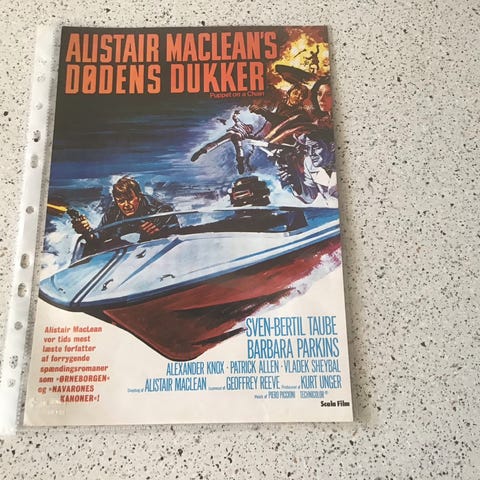 ALISTAIR MACLEAN'S
DØDENS DUKKER
Puppet on a Chain
Alistair MacLean
vor tids mest
læste forfatter
af forrygende
spændingsromaner
som »ØRNEBORGEN«
og »NAVARONES
KANONER«!
SVEN-BERTIL TAUBE
BARBARA PARKINS
ALEXANDER KNOX · PATRICK ALLEN · VLADEK SHEYBAL
ALISTAIR MACLEAN GEOFFREY REEVE KURT UNGER
Musik af PIERO PICCIONI TECHNICOLOR
Scala Film